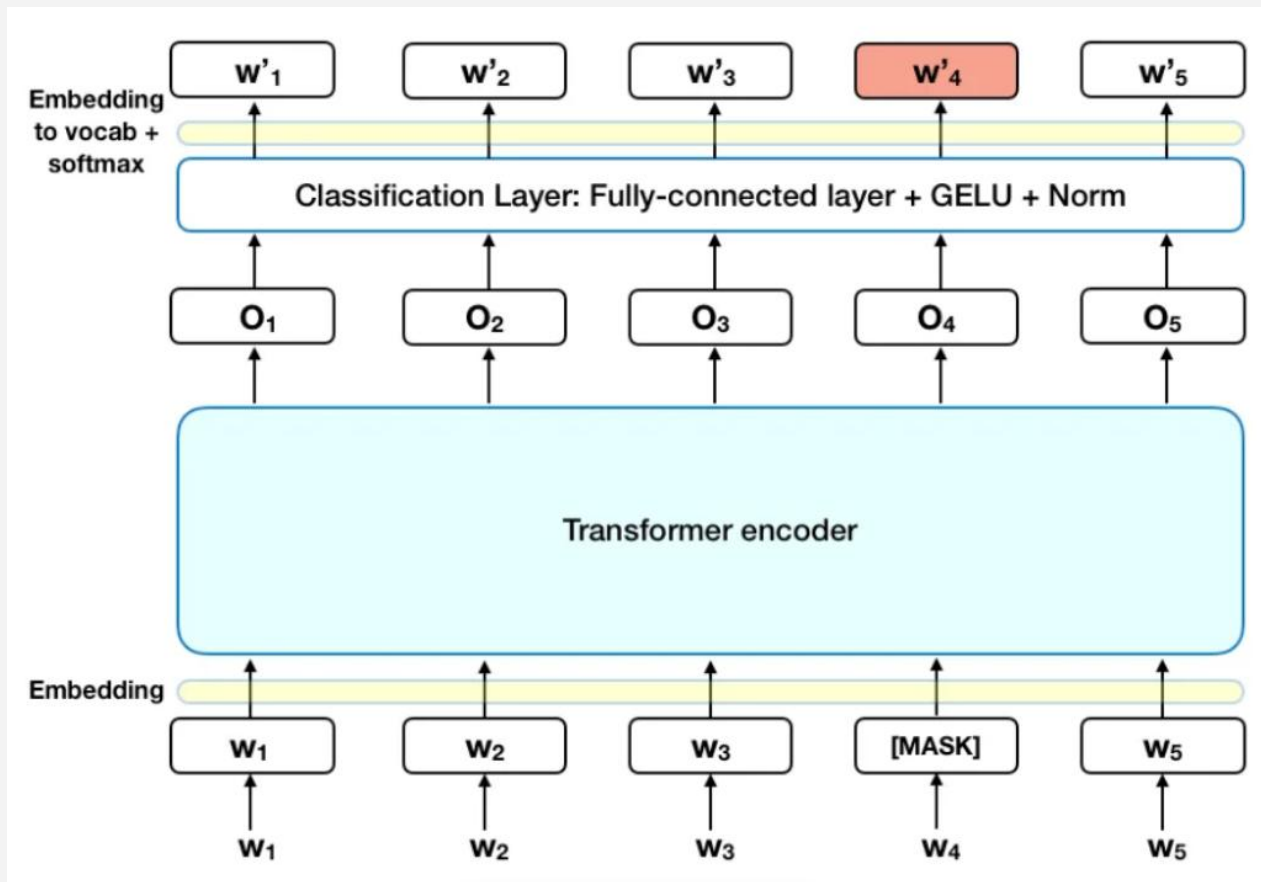 w'₁ w'₂ w'₃ w'₄ w'₅
Embedding
to vocab +
softmax
Classification Layer: Fully-connected layer + GELU + Norm
O₁ O₂ O₃ O₄ O₅
Transformer encoder
Embedding
W₁ W₂ W₃ [MASK] W₅
w₁ w₂ w₃ w₄ w₅